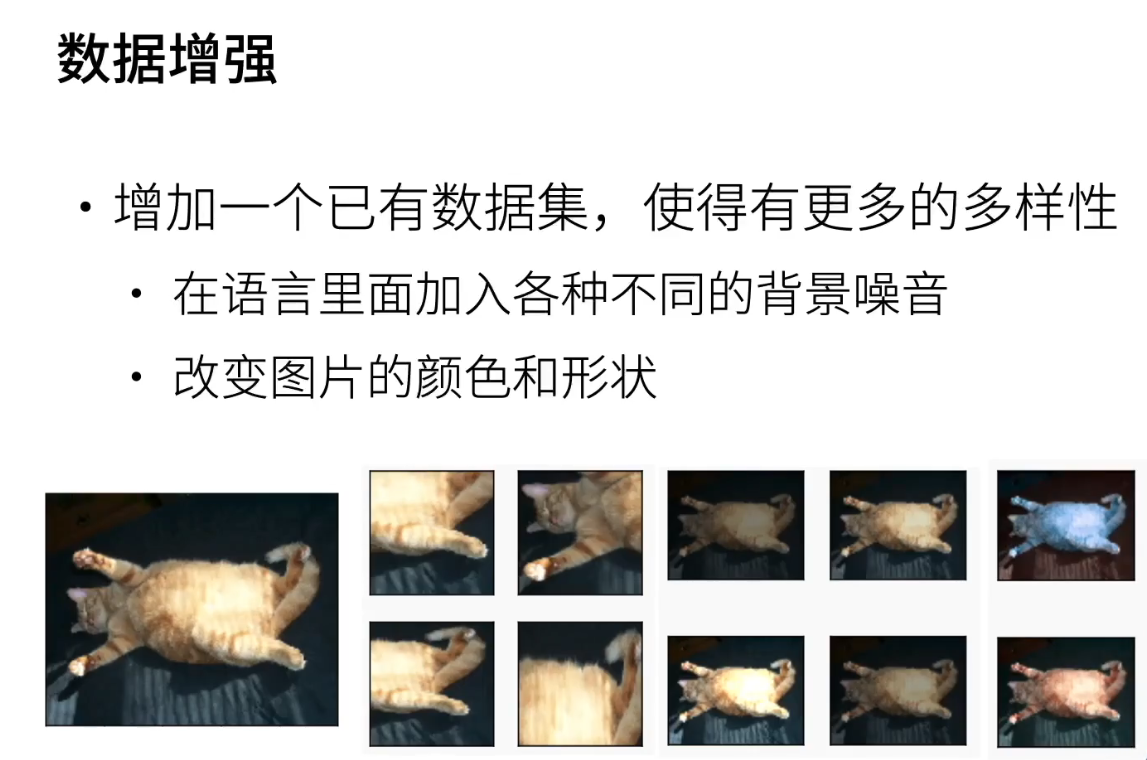 数据增强
• 增加一个已有数据集，使得有更多的多样性
• 在语言里面加入各种不同的背景噪音
• 改变图片的颜色和形状